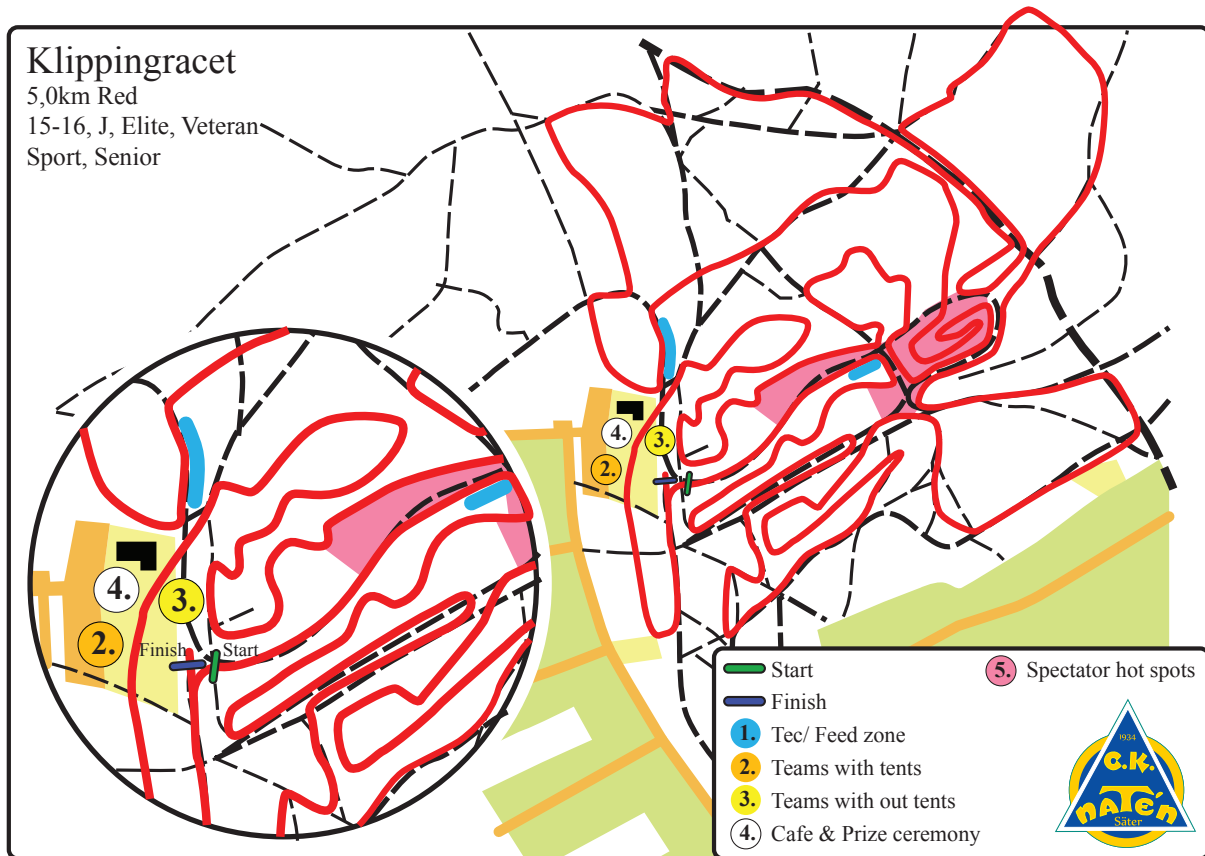 Klippingracet
5,0km Red
15-16, J, Elite, Veteran
Sport, Senior
4.
3.
2.
4.
3.
2.
Finish
Start
Start
Finish
1. Tec/ Feed zone
2. Teams with tents
3. Teams with out tents
4. Cafe & Prize ceremony
5. Spectator hot spots
1934
C.K.
NATÉN
Säter